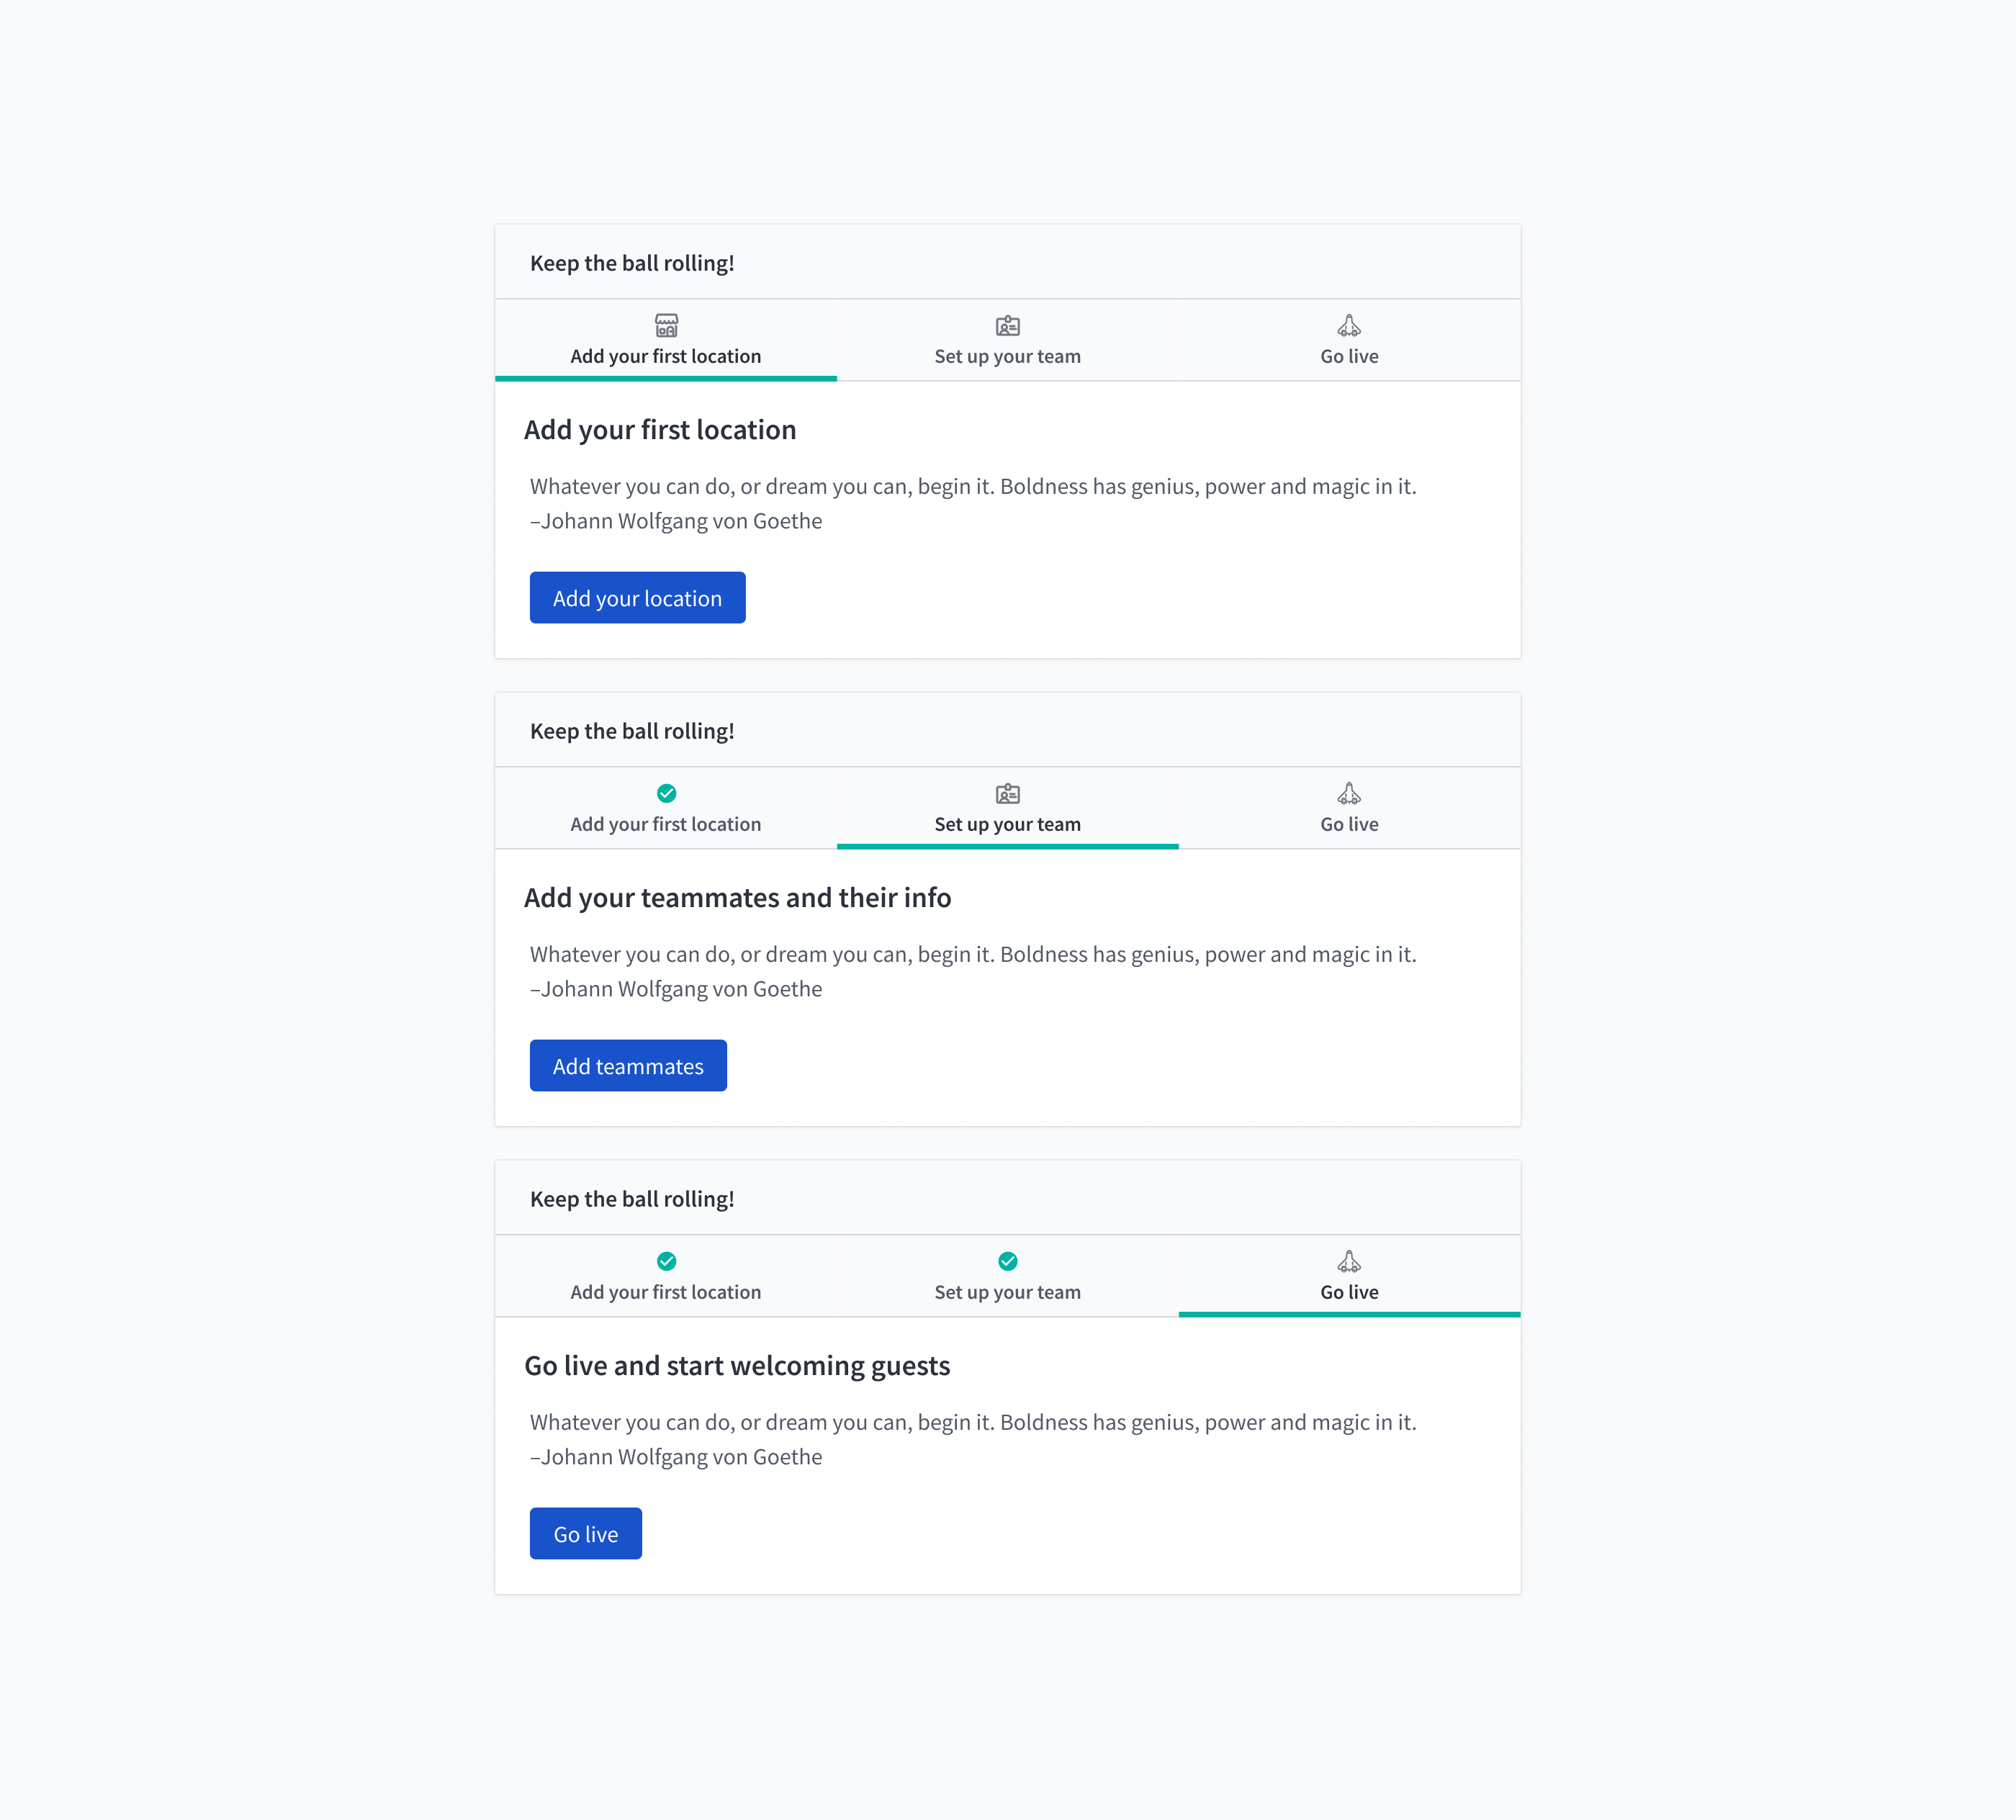 Keep the ball rolling!
Add your first location
Set up your team
Go live
Add your first location
Whatever you can do, or dream you can, begin it. Boldness has genius, power and magic in it.
–Johann Wolfgang von Goethe
Add your location
Keep the ball rolling!
Add your first location
Set up your team
Go live
Add your teammates and their info
Whatever you can do, or dream you can, begin it. Boldness has genius, power and magic in it.
–Johann Wolfgang von Goethe
Add teammates
Keep the ball rolling!
Add your first location
Set up your team
Go live
Go live and start welcoming guests
Whatever you can do, or dream you can, begin it. Boldness has genius, power and magic in it.
–Johann Wolfgang von Goethe
Go live